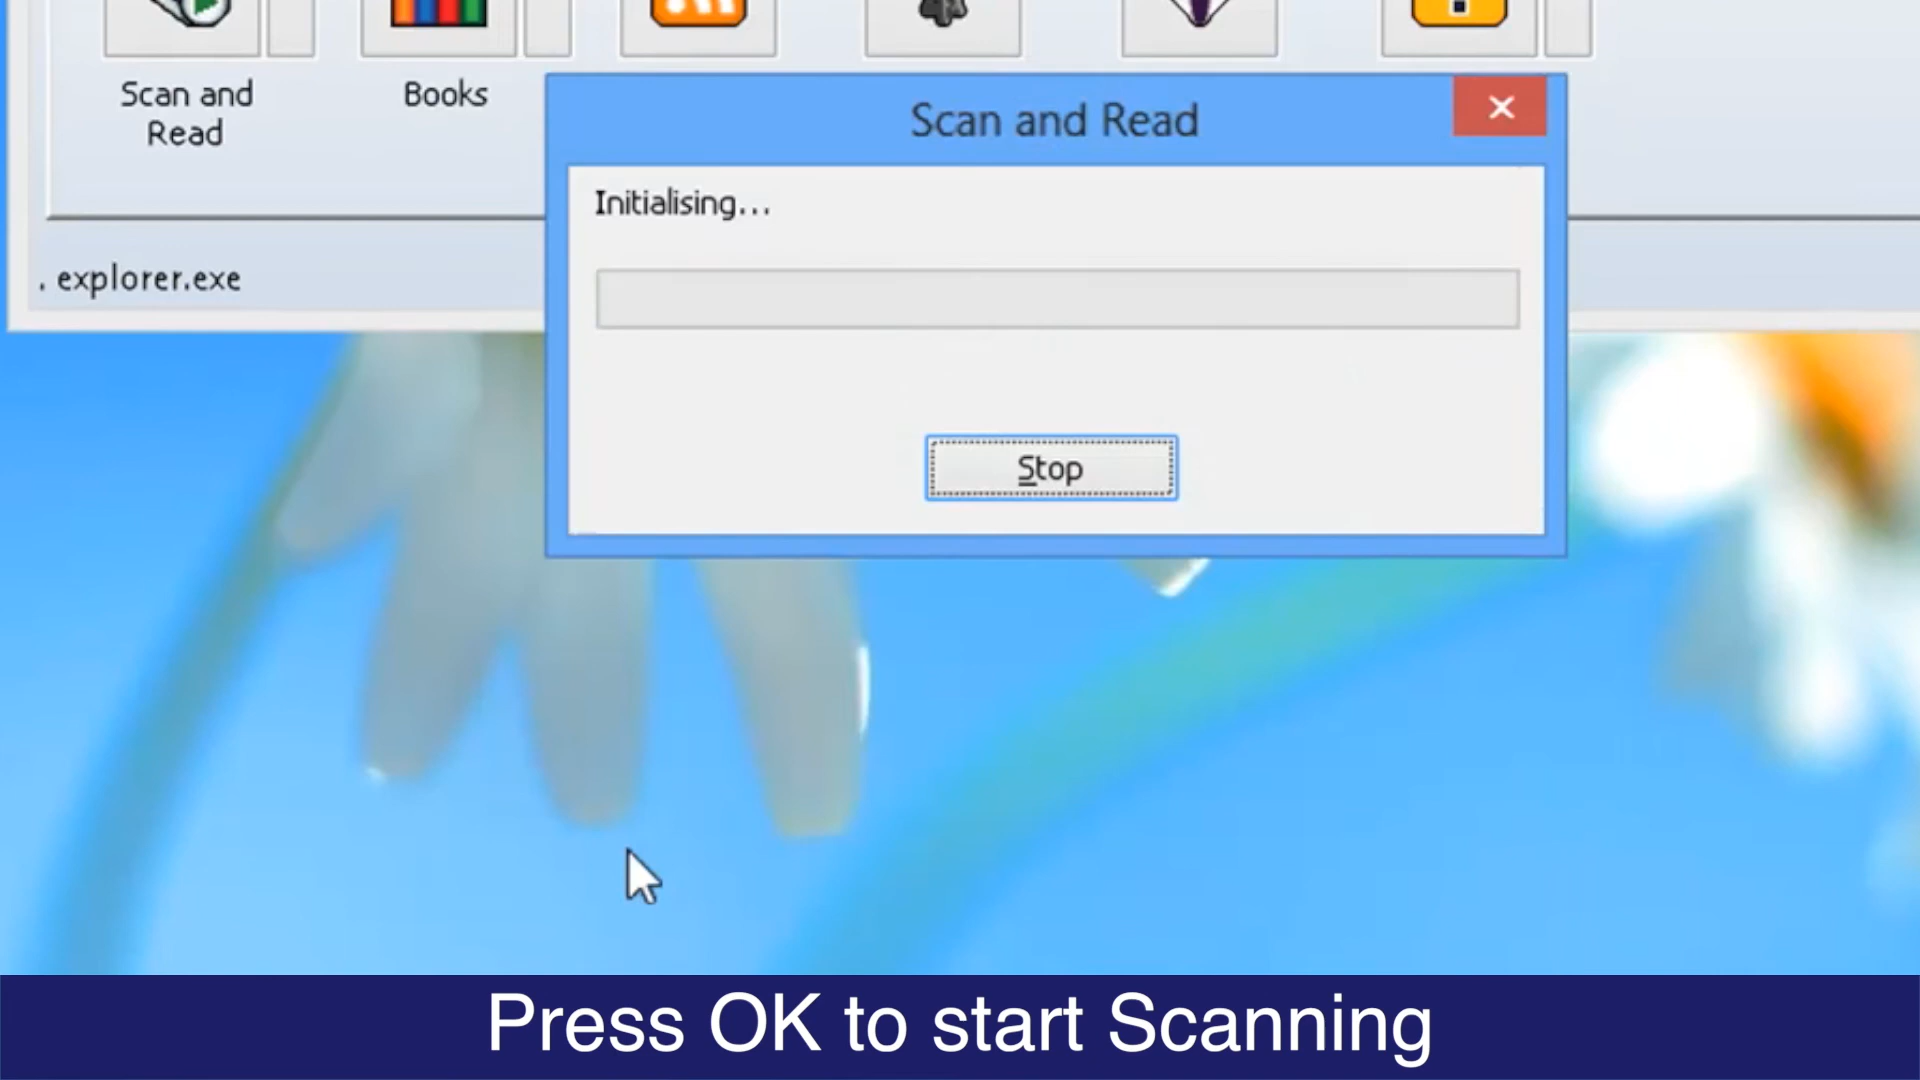 Scan and
Read
Books
Scan and Read
Initialising...
. explorer.exe
Stop
Press OK to start Scanning